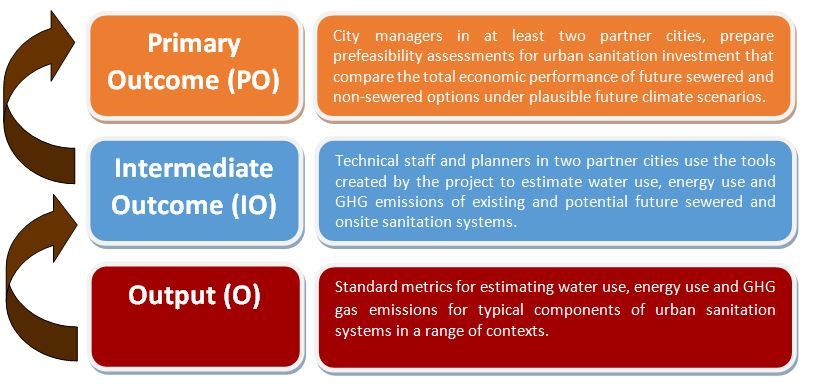 Primary
Outcome (PO)
City managers in at least two partner cities, prepare
prefeasibility assessments for urban sanitation investment that
compare the total economic performance of future sewered and
non-sewered options under plausible future climate scenarios.
Intermediate
Outcome (IO)
Technical staff and planners in two partner cities use the tools
created by the project to estimate water use, energy use and
GHG emissions of existing and potential future sewered and
onsite sanitation systems.
Output (O)
Standard metrics for estimating water use, energy use and GHG
gas emissions for typical components of urban sanitation
systems in a range of contexts.